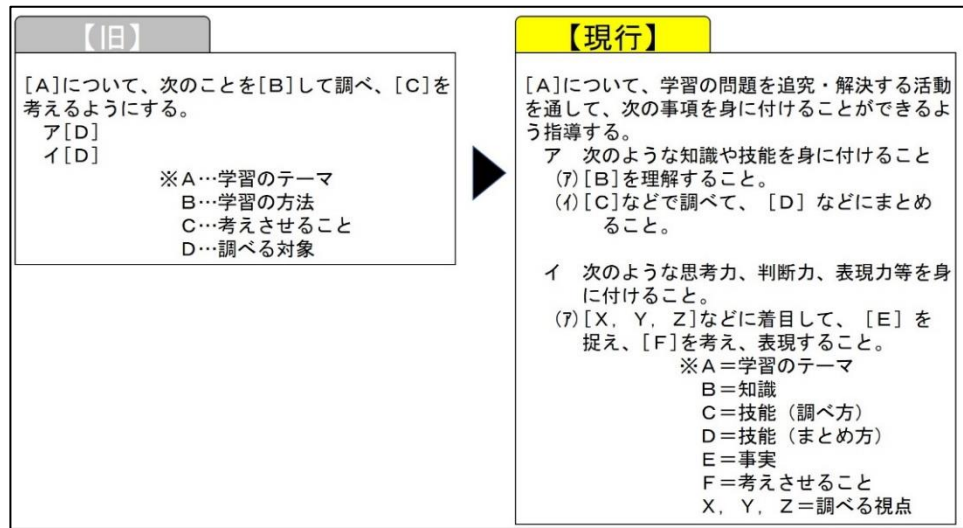 【旧】
[A]について、次のことを[B]して調べ、[C]を
考えるようにする。
ア[D]
イ[D]
※A…学習のテーマ
B…学習の方法
C…考えさせること
D…調べる対象
【現行】
[A]について、学習の問題を追究・解決する活動
を通して、次の事項を身に付けることができるよ
う指導する。
ア 次のような知識や技能を身に付けること
(ｱ)[B]を理解すること。
(ｲ)[C]などで調べて、[D]などにまとめ
ること。
イ 次のような思考力、判断力、表現力等を身
に付けること。
(ｱ)[X，Y，Z]などに着目して、[E]を
捉え、[F]を考え、表現すること。
※A＝学習のテーマ
B＝知識
C＝技能（調べ方）
D＝技能（まとめ方）
E＝事実
F＝考えさせること
X，Y，Z＝調べる視点